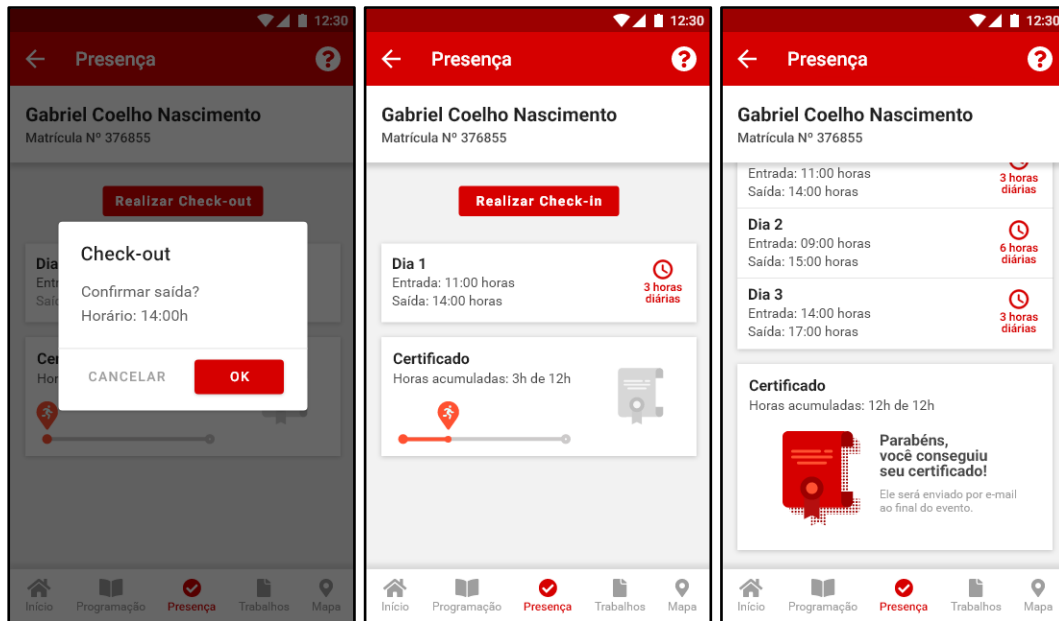 12:30
Presença
Gabriel Coelho Nascimento
Matrícula Nº 376855
Realizar Check-out
Dia
Check-out
Confirmar saída?
Horário: 14:00h
CANCELAR
OK
Início
Programação
Presença
Trabalhos
Mapa
12:30
Presença
Gabriel Coelho Nascimento
Matrícula Nº 376855
Realizar Check-in
Dia 1
Entrada: 11:00 horas
Saída: 14:00 horas
3 horas
diárias
Certificado
Horas acumuladas: 3h de 12h
Início
Programação
Presença
Trabalhos
Mapa
12:30
Presença
Gabriel Coelho Nascimento
Matrícula Nº 376855
Entrada: 11:00 horas
Saída: 14:00 horas
3 horas
diárias
Dia 2
Entrada: 09:00 horas
Saída: 15:00 horas
6 horas
diárias
Dia 3
Entrada: 14:00 horas
Saída: 17:00 horas
3 horas
diárias
Certificado
Horas acumuladas: 12h de 12h
Parabéns,
você conseguiu
seu certificado!
Ele será enviado por e-mail
ao final do evento.
Início
Programação
Presença
Trabalhos
Mapa